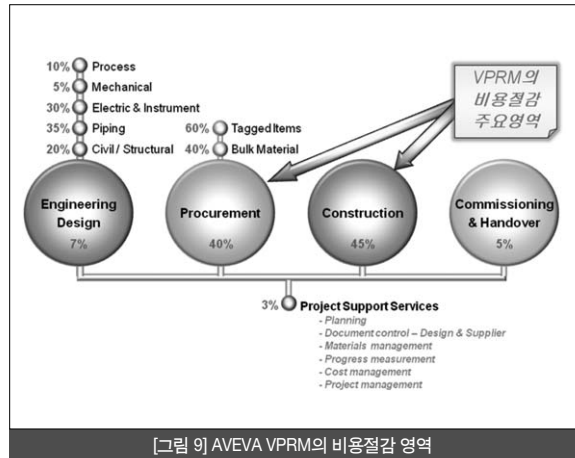 10% Process
5% Mechanical
30% Electric & Instrument
35% Piping
20% Civil / Structural
60% Tagged Items
40% Bulk Material
VPRM의
비용절감
주요영역
Engineering
Design
7%
Procurement
40%
Construction
45%
Commissioning
& Handover
5%
3% Project Support Services
- Planning
- Document control – Design & Supplier
- Materials management
- Progress measurement
- Cost management
- Project management
[그림 9] AVEVA VPRM의 비용절감 영역